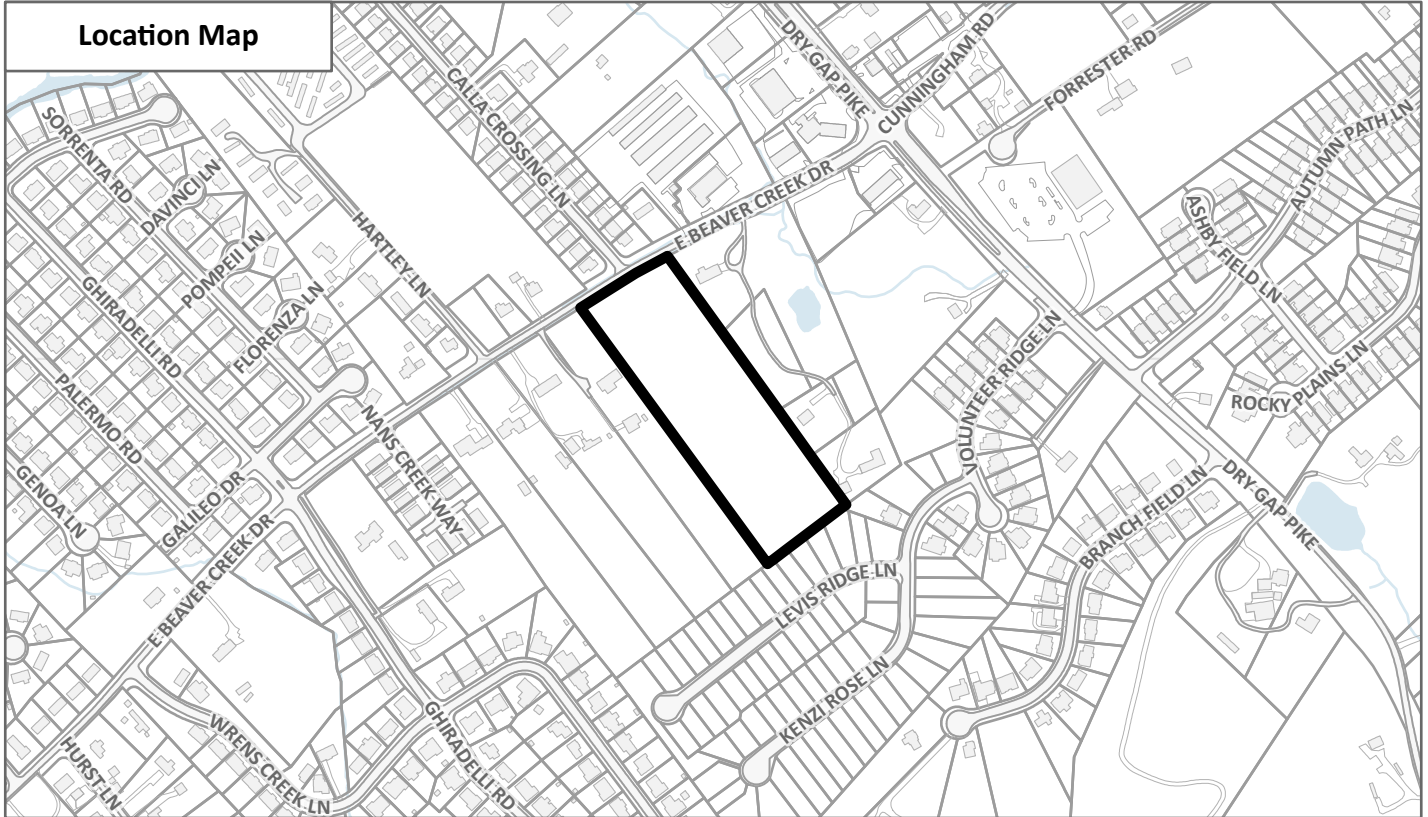 Location Map
DRY GAP PIKE
CUNNINGHAM RD
FORRESTER RD
CALLA CROSSING LN
AUTUMN PATH LN
SORRENTA RD
DAVINCI LN
E BEAVER CREEK DR
HARTLEY LN
ASHBY FIELD LN
POMPEII LN
GHIRADELLI RD
FLORENZA LN
VOLUNTEER RIDGE LN
PALERMO RD
NANS CREEK WAY
ROCKY PLAINS LN
GENOA LN
GALILEO DR
E BEAVER CREEK DR
BRANCH FIELD LN
DRY GAP PIKE
LEVIS RIDGE LN
KENZI ROSE LN
WRENS CREEK LN
GHIRADELLI RD
HURST LN